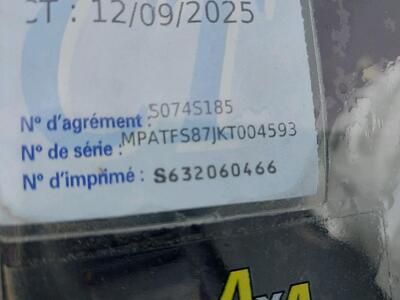 CT : 12/09/2025
N° d'agrément : S074S185
N° de série : MPATFS87JKT004593
N° d'imprimé : S632060466
4x4